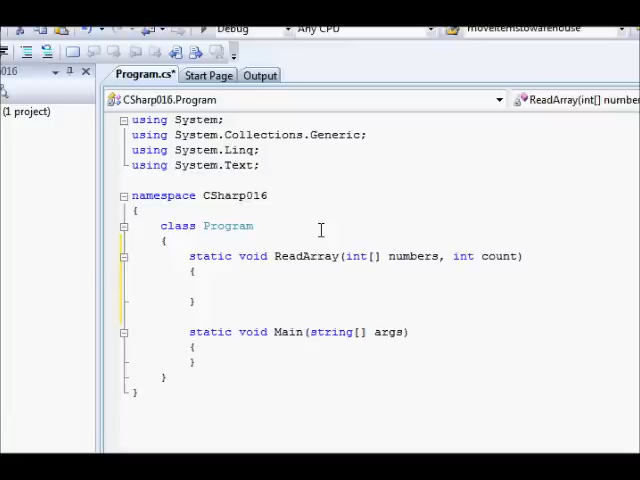 Debug Any CPU moveitemstowarehouse
016
Program.cs* Start Page Output
CSharp016.Program ReadArray(int[] number
(1 project)
using System;
using System.Collections.Generic;
using System.Linq;
using System.Text;
namespace CSharp016
{
class Program
{
static void ReadArray(int[] numbers, int count)
{
}
static void Main(string[] args)
{
}
}
}